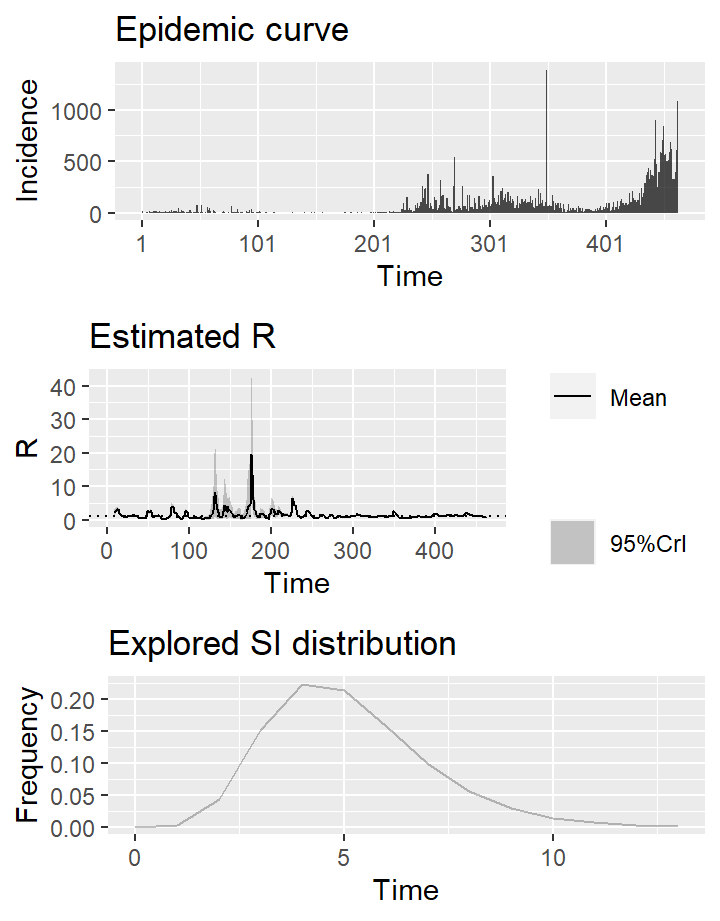 Epidemic curve
Incidence
1000
500
0
1 101 201 301 401
Time
Estimated R
R
40
30
20
10
0
0 100 200 300 400
Time
Mean
95%CrI
Explored SI distribution
Frequency
0.20
0.15
0.10
0.05
0.00
0 5 10
Time